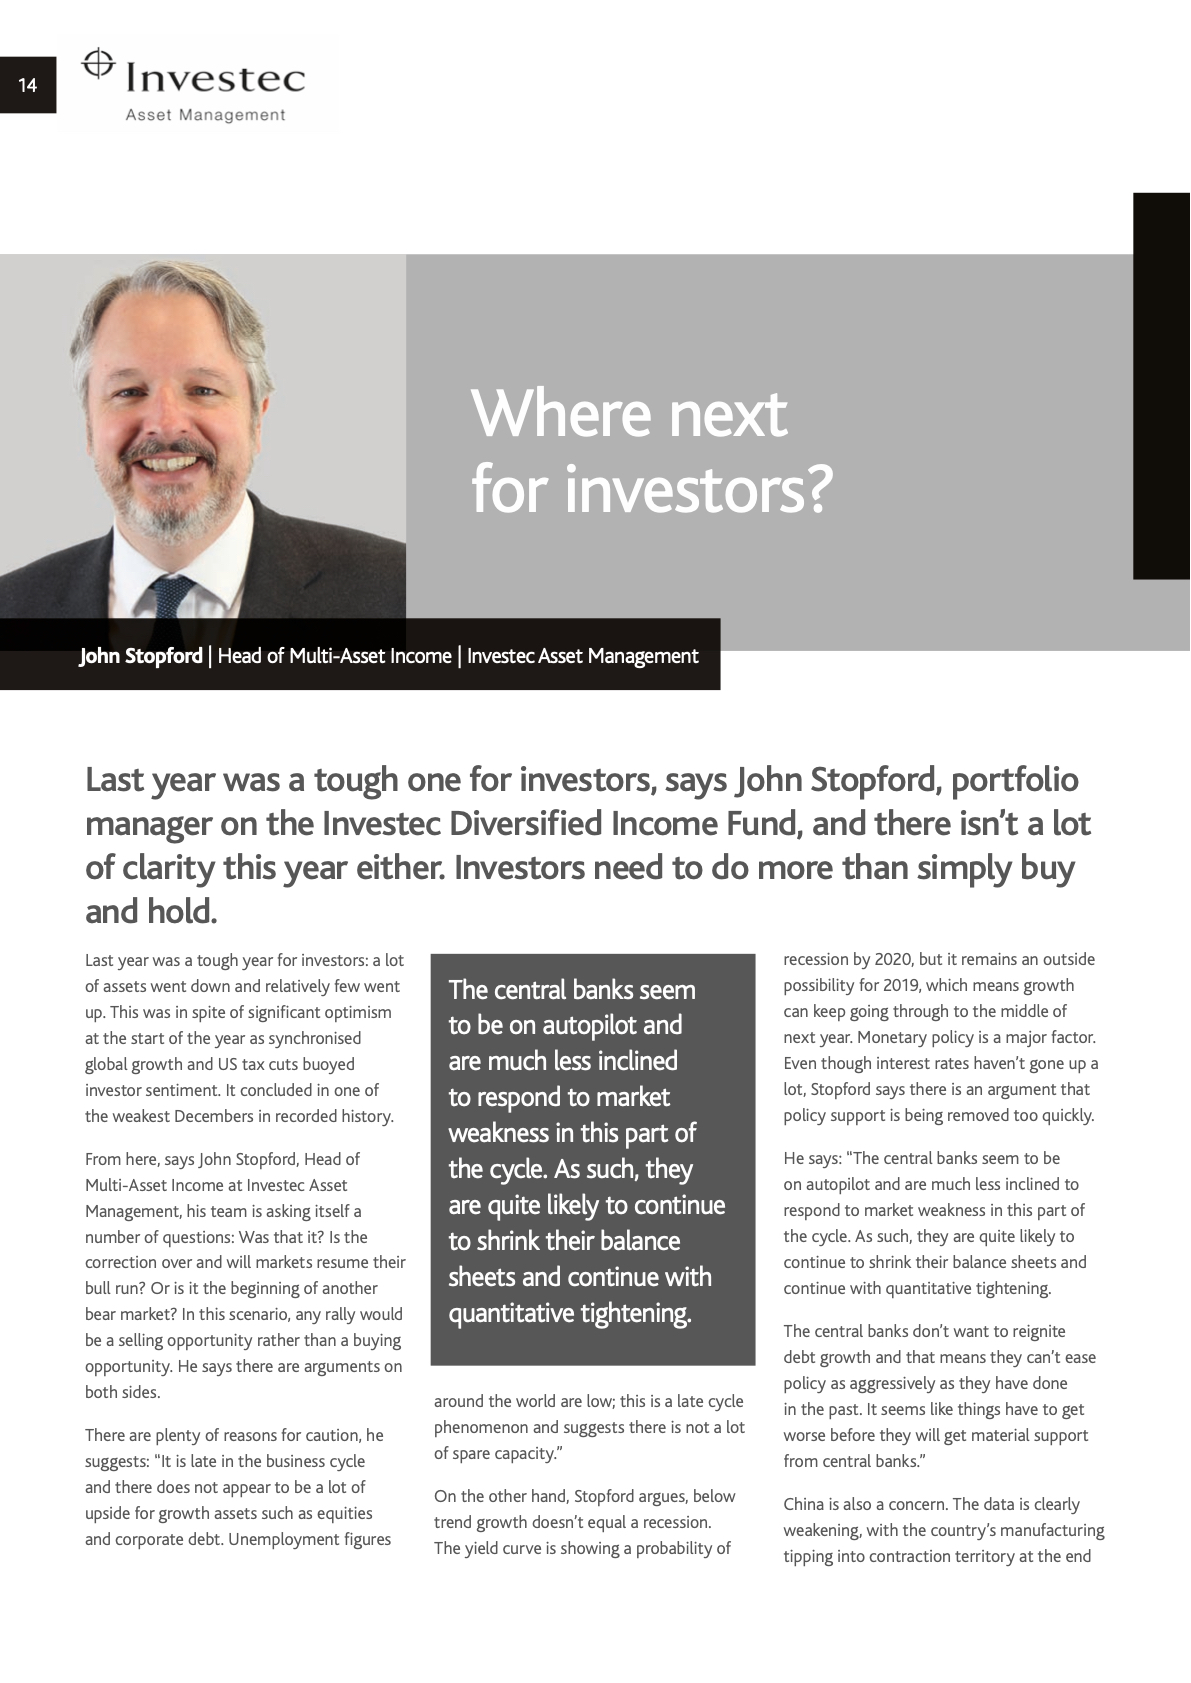 14
Investec
Asset Management
Where next
for investors?
John Stopford | Head of Multi-Asset Income | Investec Asset Management
Last year was a tough one for investors, says John Stopford, portfolio
manager on the Investec Diversified Income Fund, and there isn’t a lot
of clarity this year either. Investors need to do more than simply buy
and hold.
Last year was a tough year for investors: a lot
of assets went down and relatively few went
up. This was in spite of significant optimism
at the start of the year as synchronised
global growth and US tax cuts buoyed
investor sentiment. It concluded in one of
the weakest Decembers in recorded history.
From here, says John Stopford, Head of
Multi-Asset Income at Investec Asset
Management, his team is asking itself a
number of questions: Was that it? Is the
correction over and will markets resume their
bull run? Or is it the beginning of another
bear market? In this scenario, any rally would
be a selling opportunity rather than a buying
opportunity. He says there are arguments on
both sides.
There are plenty of reasons for caution, he
suggests: “It is late in the business cycle
and there does not appear to be a lot of
upside for growth assets such as equities
and corporate debt. Unemployment figures
The central banks seem
to be on autopilot and
are much less inclined
to respond to market
weakness in this part of
the cycle. As such, they
are quite likely to continue
to shrink their balance
sheets and continue with
quantitative tightening.
around the world are low; this is a late cycle
phenomenon and suggests there is not a lot
of spare capacity.”
On the other hand, Stopford argues, below
trend growth doesn’t equal a recession.
The yield curve is showing a probability of
recession by 2020, but it remains an outside
possibility for 2019, which means growth
can keep going through to the middle of
next year. Monetary policy is a major factor.
Even though interest rates haven’t gone up a
lot, Stopford says there is an argument that
policy support is being removed too quickly.
He says: “The central banks seem to be
on autopilot and are much less inclined to
respond to market weakness in this part of
the cycle. As such, they are quite likely to
continue to shrink their balance sheets and
continue with quantitative tightening.
The central banks don’t want to reignite
debt growth and that means they can’t ease
policy as aggressively as they have done
in the past. It seems like things have to get
worse before they will get material support
from central banks.”
China is also a concern. The data is clearly
weakening, with the country’s manufacturing
tipping into contraction territory at the end